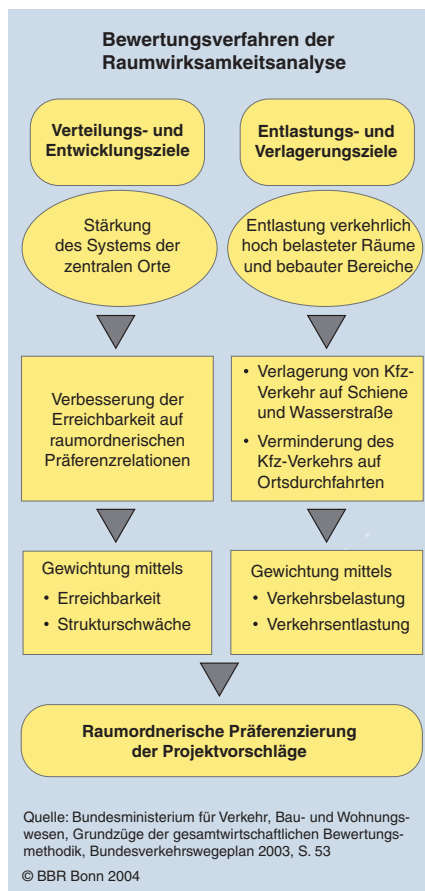 Bewertungsverfahren der
Raumwirksamkeitsanalyse
Verteilungs- und
Entwicklungsziele
Stärkung
des Systems der
zentralen Orte
Verbesserung der
Erreichbarkeit auf
raumordnerischen
Präferenzrelationen
Gewichtung mittels
• Erreichbarkeit
• Strukturschwäche
Entlastungs- und
Verlagerungsziele
Entlastung verkehrlich
hoch belasteter Räume
und bebauter Bereiche
• Verlagerung von Kfz-
Verkehr auf Schiene
und Wasserstraße
• Verminderung des
Kfz-Verkehrs auf
Ortsdurchfahrten
Gewichtung mittels
• Verkehrsbelastung
• Verkehrsentlastung
Raumordnerische Präferenzierung
der Projektvorschläge
Quelle: Bundesministerium für Verkehr, Bau- und Wohnungs-
wesen, Grundzüge der gesamtwirtschaftlichen Bewertungs-
methodik, Bundesverkehrswegeplan 2003, S. 53
© BBR Bonn 2004